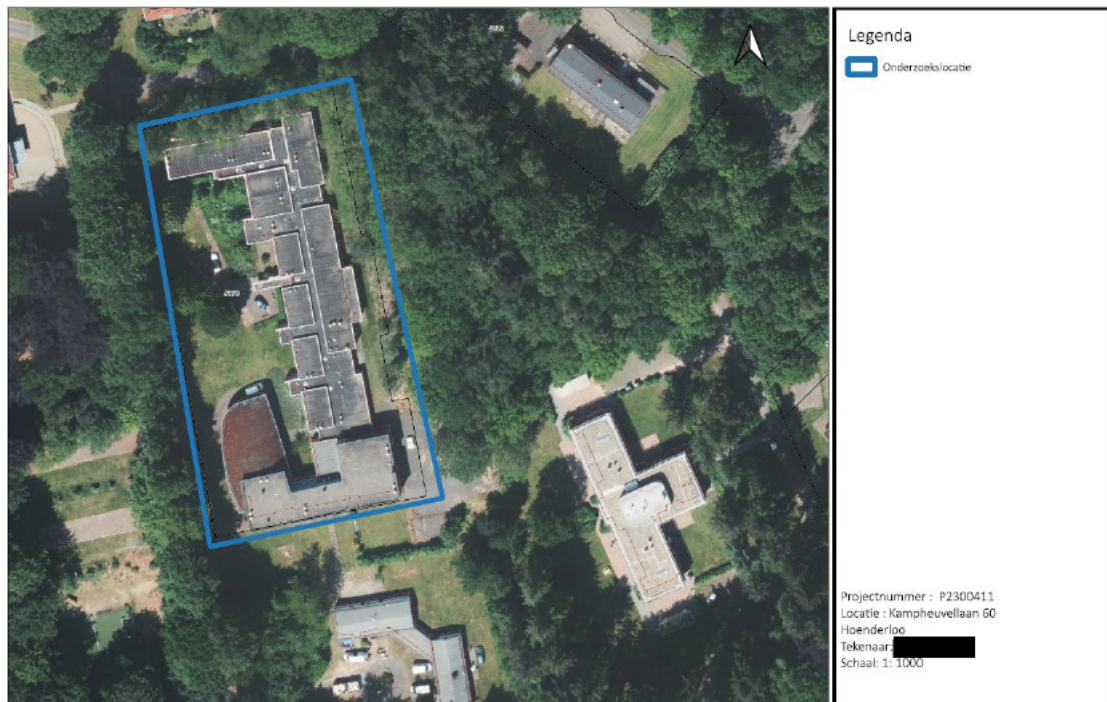 Legenda
Onderzoekslocatie
Projectnummer : P2300411
Locatie : Kampheuvellaan 60
Hoenderloo
Tekenaar:
Schaal: 1: 1000